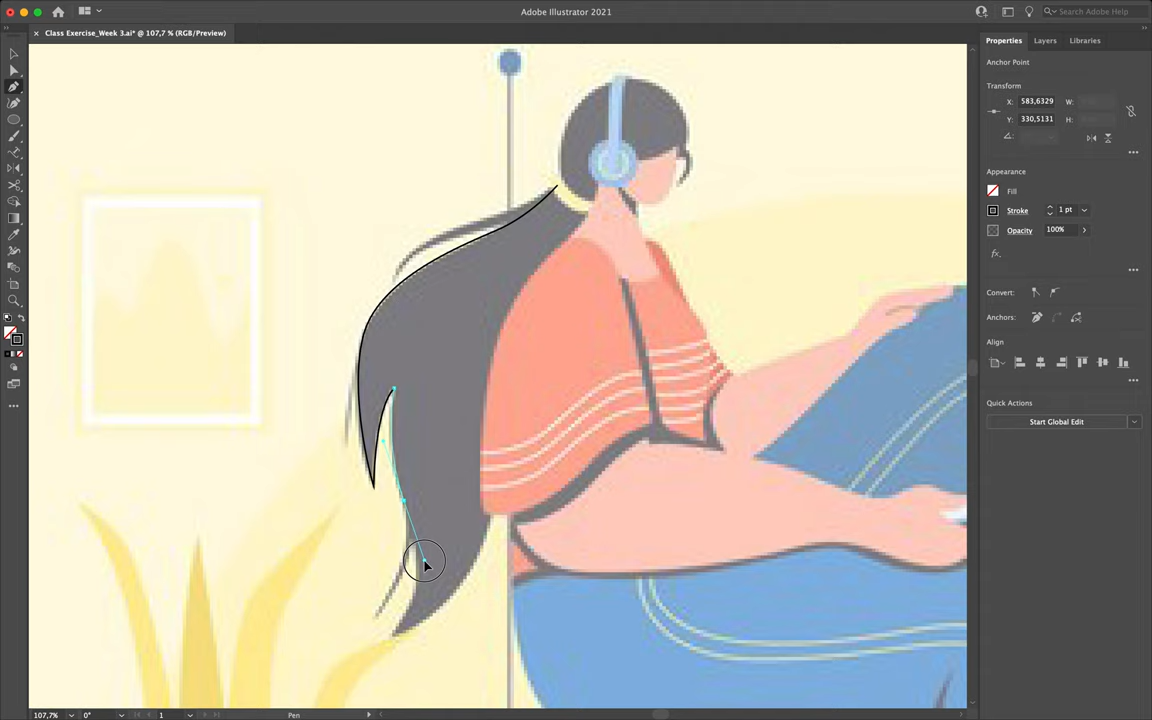 Adobe Illustrator 2021
Search Adobe Help
Class Exercise_Week 3.ai* @ 107,7 % (RGB/Preview)
Properties
Layers
Libraries
Anchor Point
Transform
X:
583,6329
W:
Y:
330,5131
H:
Appearance
Fill
Stroke
1 pt
Opacity
100%
fx.
Convert:
Anchors:
Align
Quick Actions
Start Global Edit
107,7%
0°
1
Pen